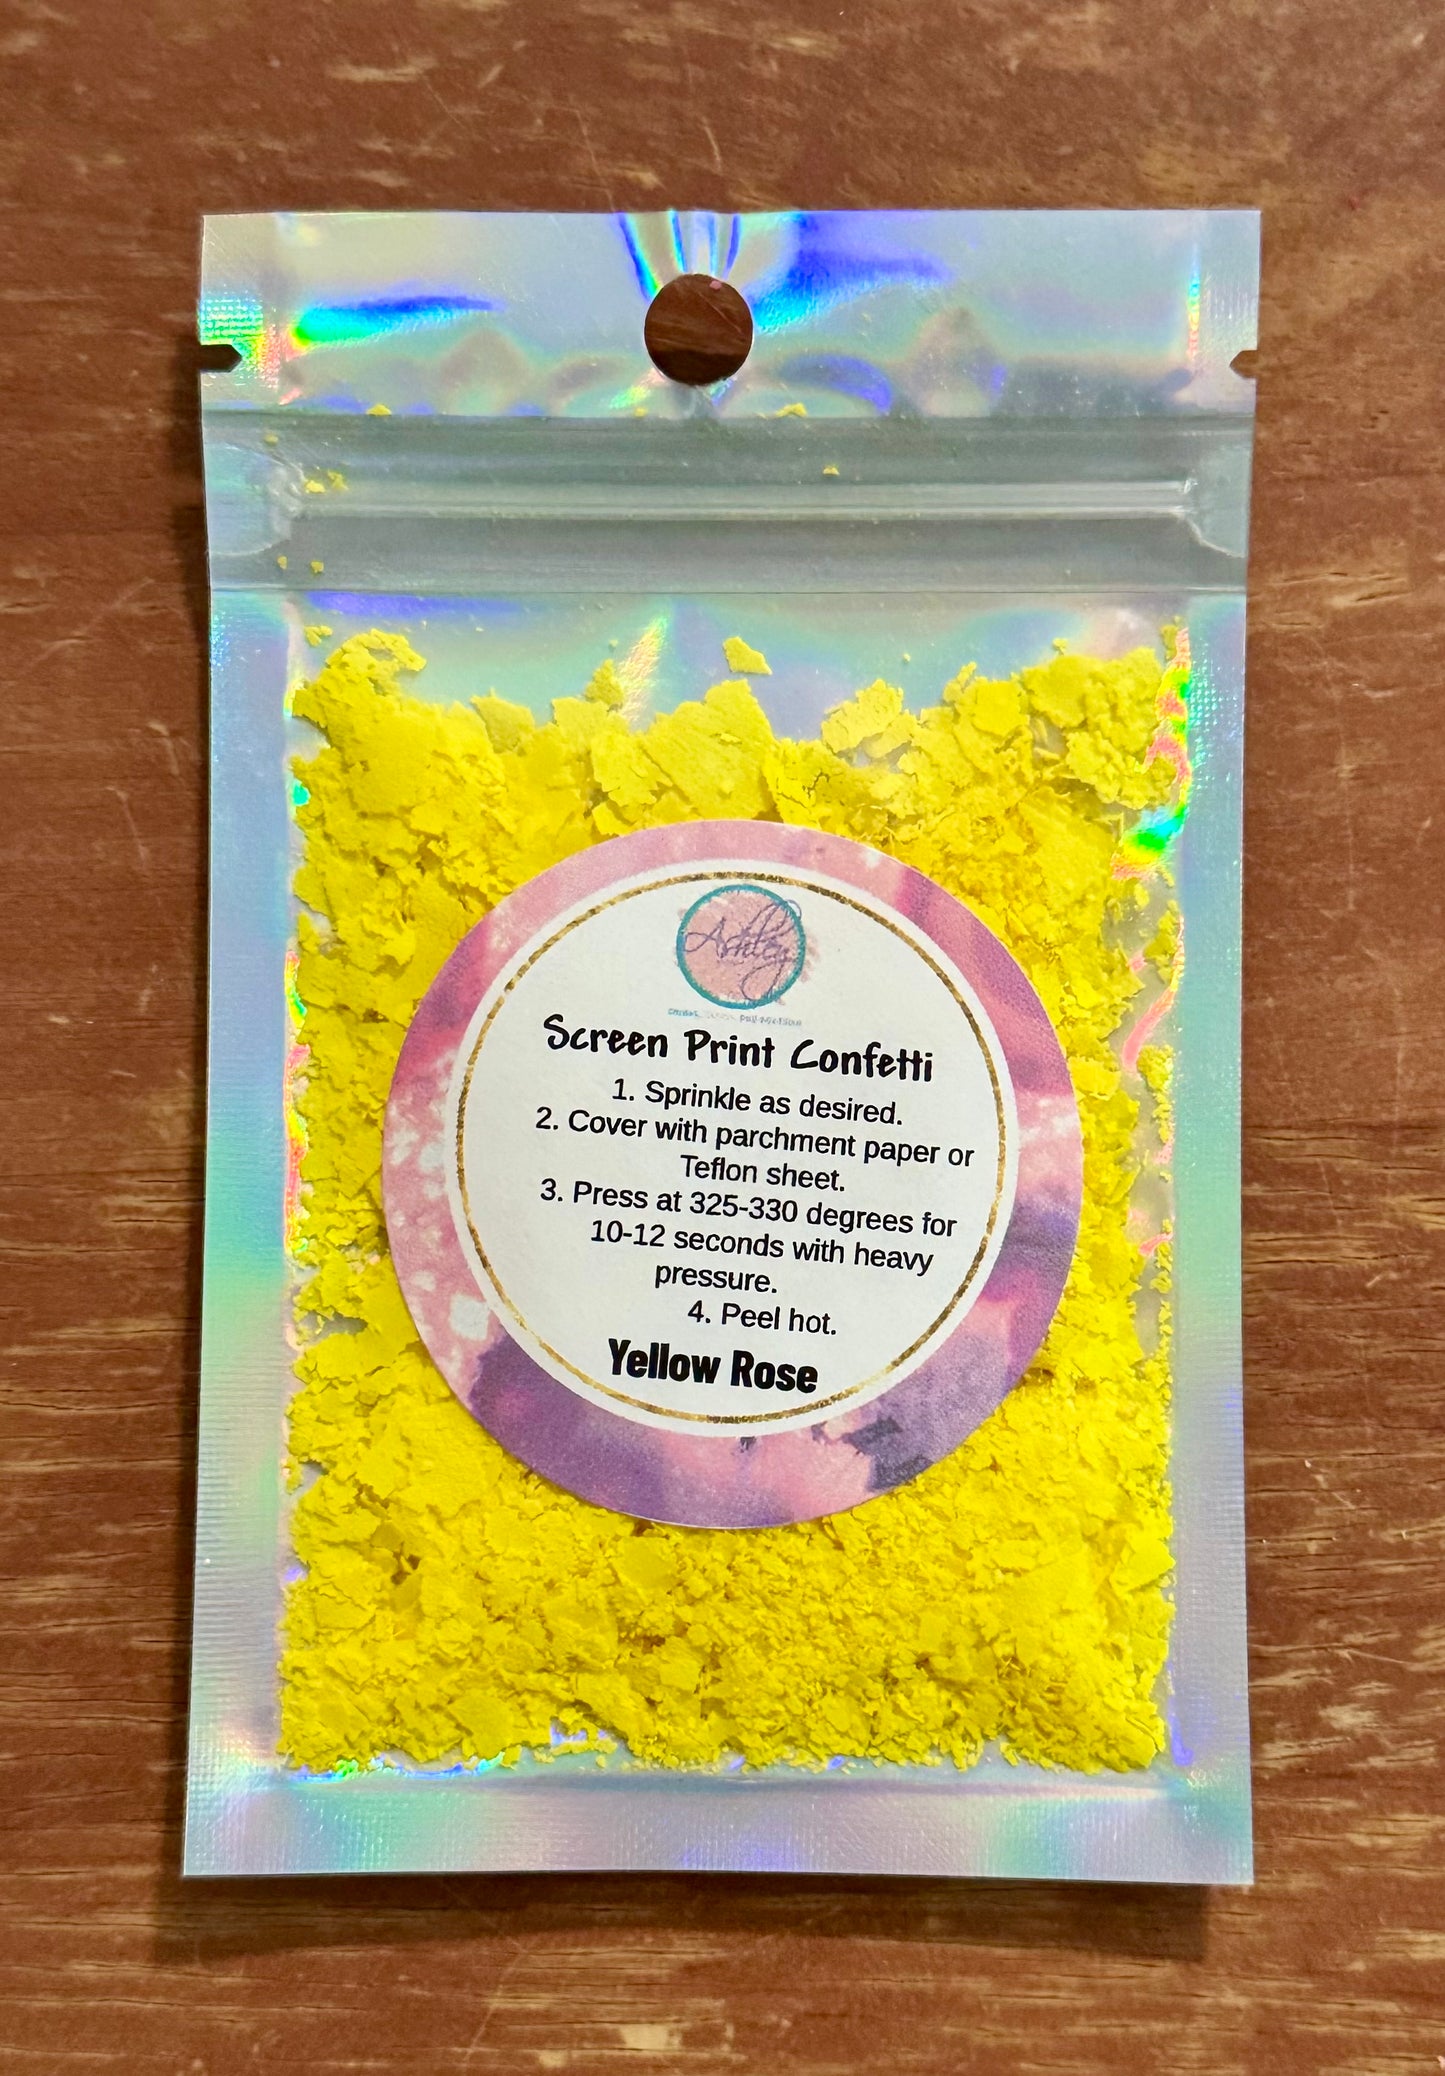 Ashley
Screen Print Confetti
1. Sprinkle as desired.
2. Cover with parchment paper or
Teflon sheet.
3. Press at 325-330 degrees for
10-12 seconds with heavy
pressure.
4. Peel hot.
Yellow Rose